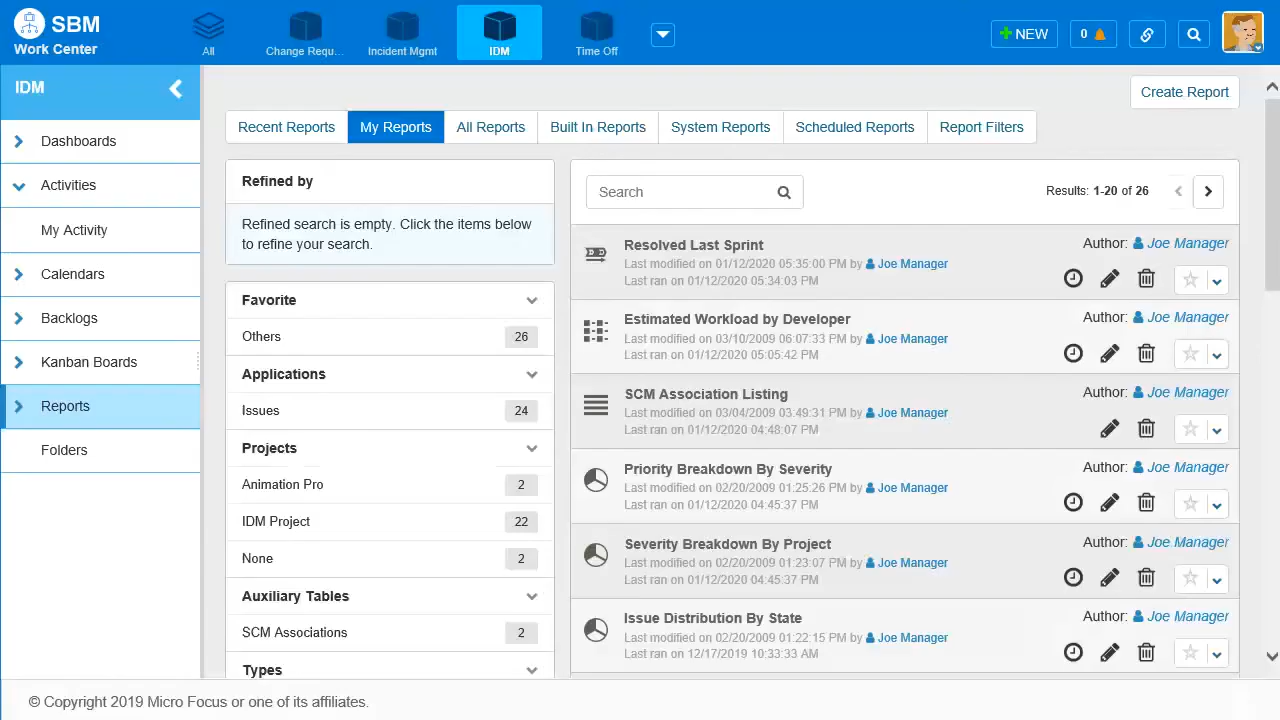 SBM
Work Center
All
Change Requ...
Incident Mgmt
IDM
Time Off
NEW
0
IDM
Dashboards
Activities
My Activity
Calendars
Backlogs
Kanban Boards
Reports
Folders
Create Report
Recent Reports
My Reports
All Reports
Built In Reports
System Reports
Scheduled Reports
Report Filters
Refined by
Refined search is empty. Click the items below
to refine your search.
Favorite
Others 26
Applications
Issues 24
Projects
Animation Pro 2
IDM Project 22
None 2
Auxiliary Tables
SCM Associations 2
Types
Search
Results: 1-20 of 26
Resolved Last Sprint
Author: Joe Manager
Last modified on 01/12/2020 05:35:00 PM by Joe Manager
Last ran on 01/12/2020 05:34:03 PM
Estimated Workload by Developer
Author: Joe Manager
Last modified on 03/10/2009 06:07:33 PM by Joe Manager
Last ran on 01/12/2020 05:05:42 PM
SCM Association Listing
Author: Joe Manager
Last modified on 03/04/2009 03:49:31 PM by Joe Manager
Last ran on 01/12/2020 04:48:07 PM
Priority Breakdown By Severity
Author: Joe Manager
Last modified on 02/20/2009 01:25:26 PM by Joe Manager
Last ran on 01/12/2020 04:45:37 PM
Severity Breakdown By Project
Author: Joe Manager
Last modified on 02/20/2009 01:23:07 PM by Joe Manager
Last ran on 01/12/2020 04:45:37 PM
Issue Distribution By State
Author: Joe Manager
Last modified on 02/20/2009 01:22:15 PM by Joe Manager
Last ran on 12/17/2019 10:33:33 AM
© Copyright 2019 Micro Focus or one of its affiliates.